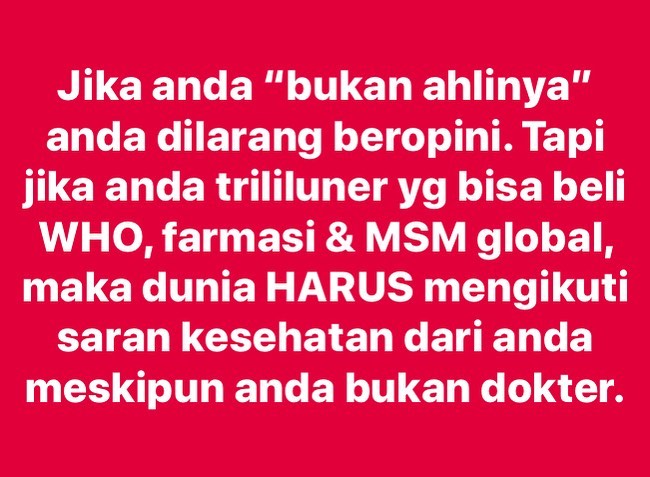 Jika anda “bukan ahlinya”
anda dilarang beropini. Tapi
jika anda trililuner yg bisa beli
WHO, farmasi & MSM global,
maka dunia HARUS mengikuti
saran kesehatan dari anda
meskipun anda bukan dokter.